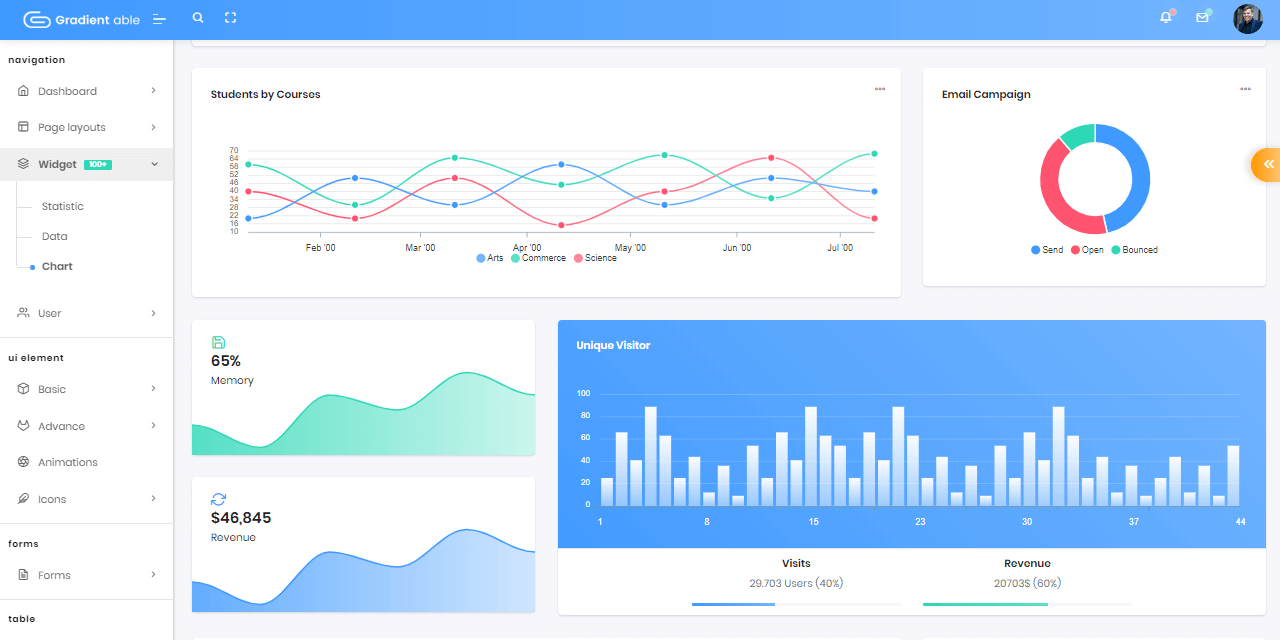 Gradient able
navigation
Dashboard
Page layouts
Widget 100+
Statistic
Data
Chart
User
ui element
Basic
Advance
Animations
Icons
forms
Forms
table
Students by Courses
70
64
58
52
46
40
34
28
22
16
10
Feb '00 Mar '00 Apr '00 May '00 Jun '00 Jul '00
Arts Commerce Science
Email Campaign
Send Open Bounced
65%
Memory
$46,845
Revenue
Unique Visitor
100
80
60
40
20
0
1 8 15 23 30 37 44
Visits
29.703 Users (40%)
Revenue
20703$ (60%)